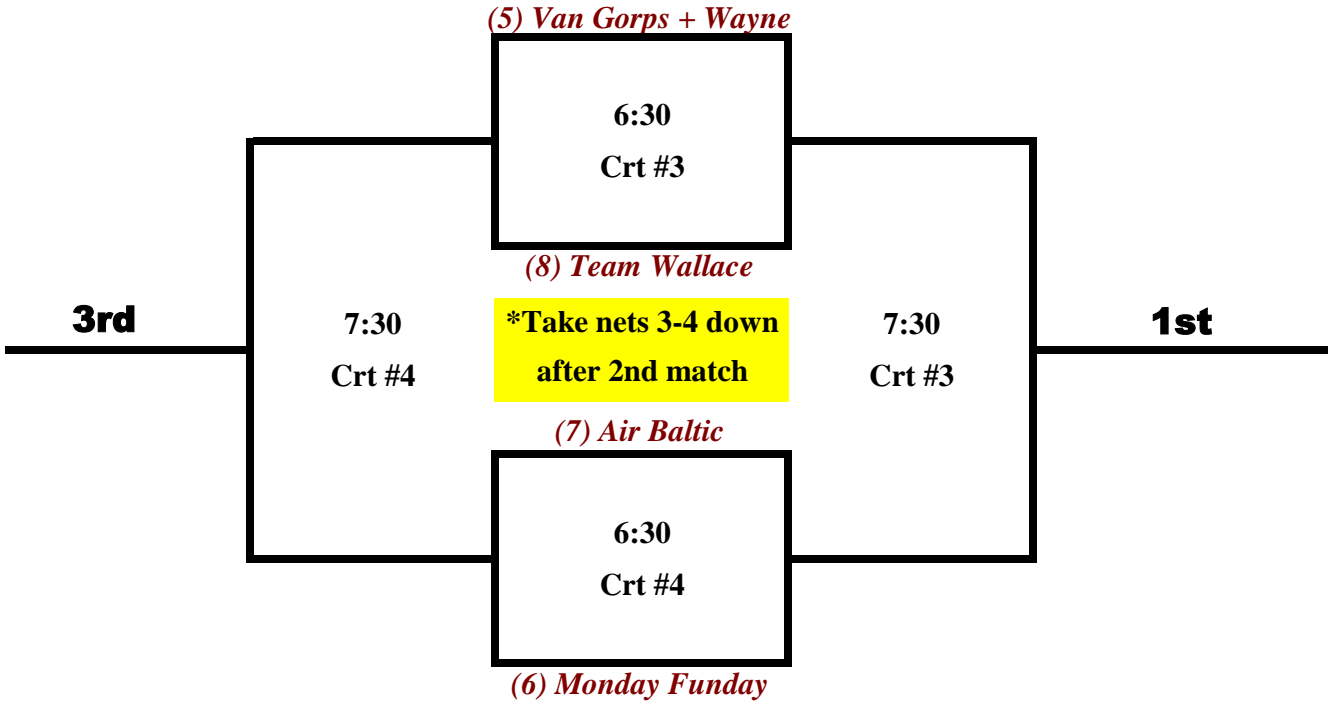 (5) Van Gorps + Wayne
6:30
Crt #3
(8) Team Wallace
3rd
7:30
Crt #4
*Take nets 3-4 down
after 2nd match
7:30
Crt #3
1st
(7) Air Baltic
6:30
Crt #4
(6) Monday Funday